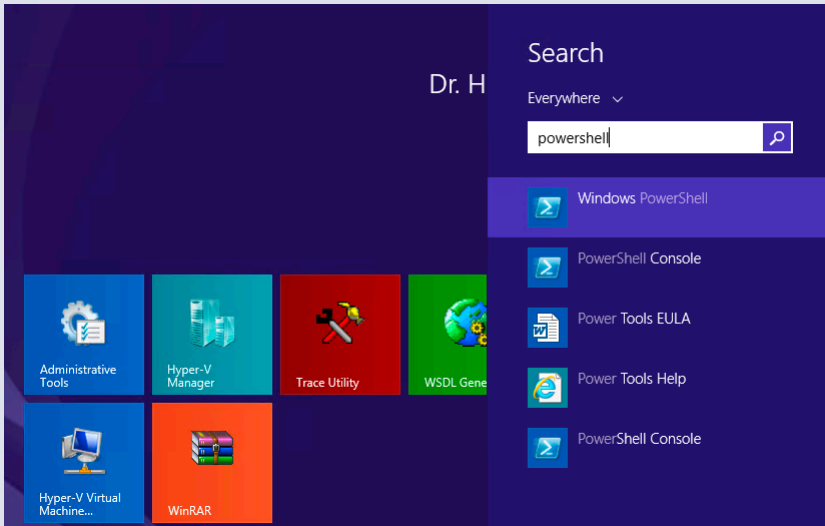 Search
Dr. H
Everywhere
powershell
Windows PowerShell
PowerShell Console
Power Tools EULA
Power Tools Help
PowerShell Console
Administrative
Tools
Hyper-V
Manager
Trace Utility
WSDL Gene
Hyper-V Virtual
Machine...
WinRAR